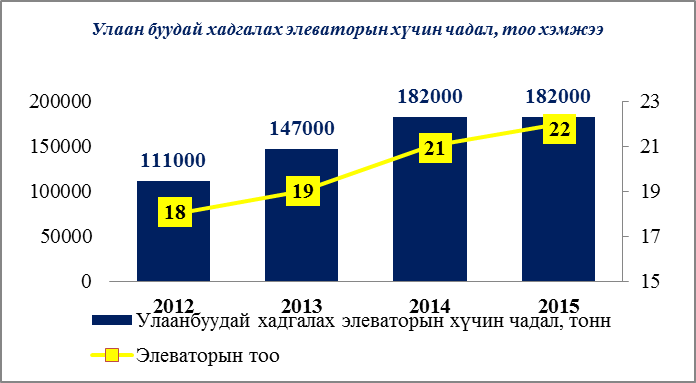 Улаан буудай хадгалах элеваторын хүчин чадал, тоо хэмжээ
182000 182000
200000 23
147000
22
150000 21 21
111000
19
100000 19
18
50000 17
0 15
2012 2013 2014 2015
Улаанбуудай хадгалах элеваторын хүчин чадал, тонн
Элеваторын тоо